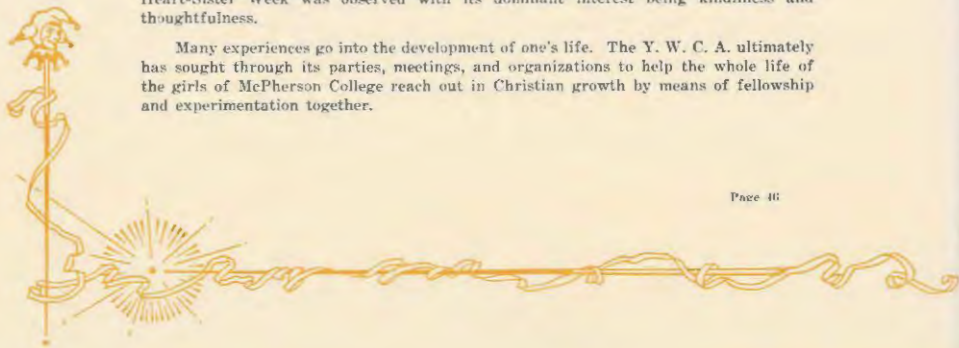 Heart-Sister Week was observed with its dominant interest being kindness and
thoughtfulness.
Many experiences go into the development of one's life. The Y. W. C. A. ultimately
has sought through its parties, meetings, and organizations to help the whole life of
the girls of McPherson College reach out in Christian growth by means of fellowship
and experimentation together.
Page 46